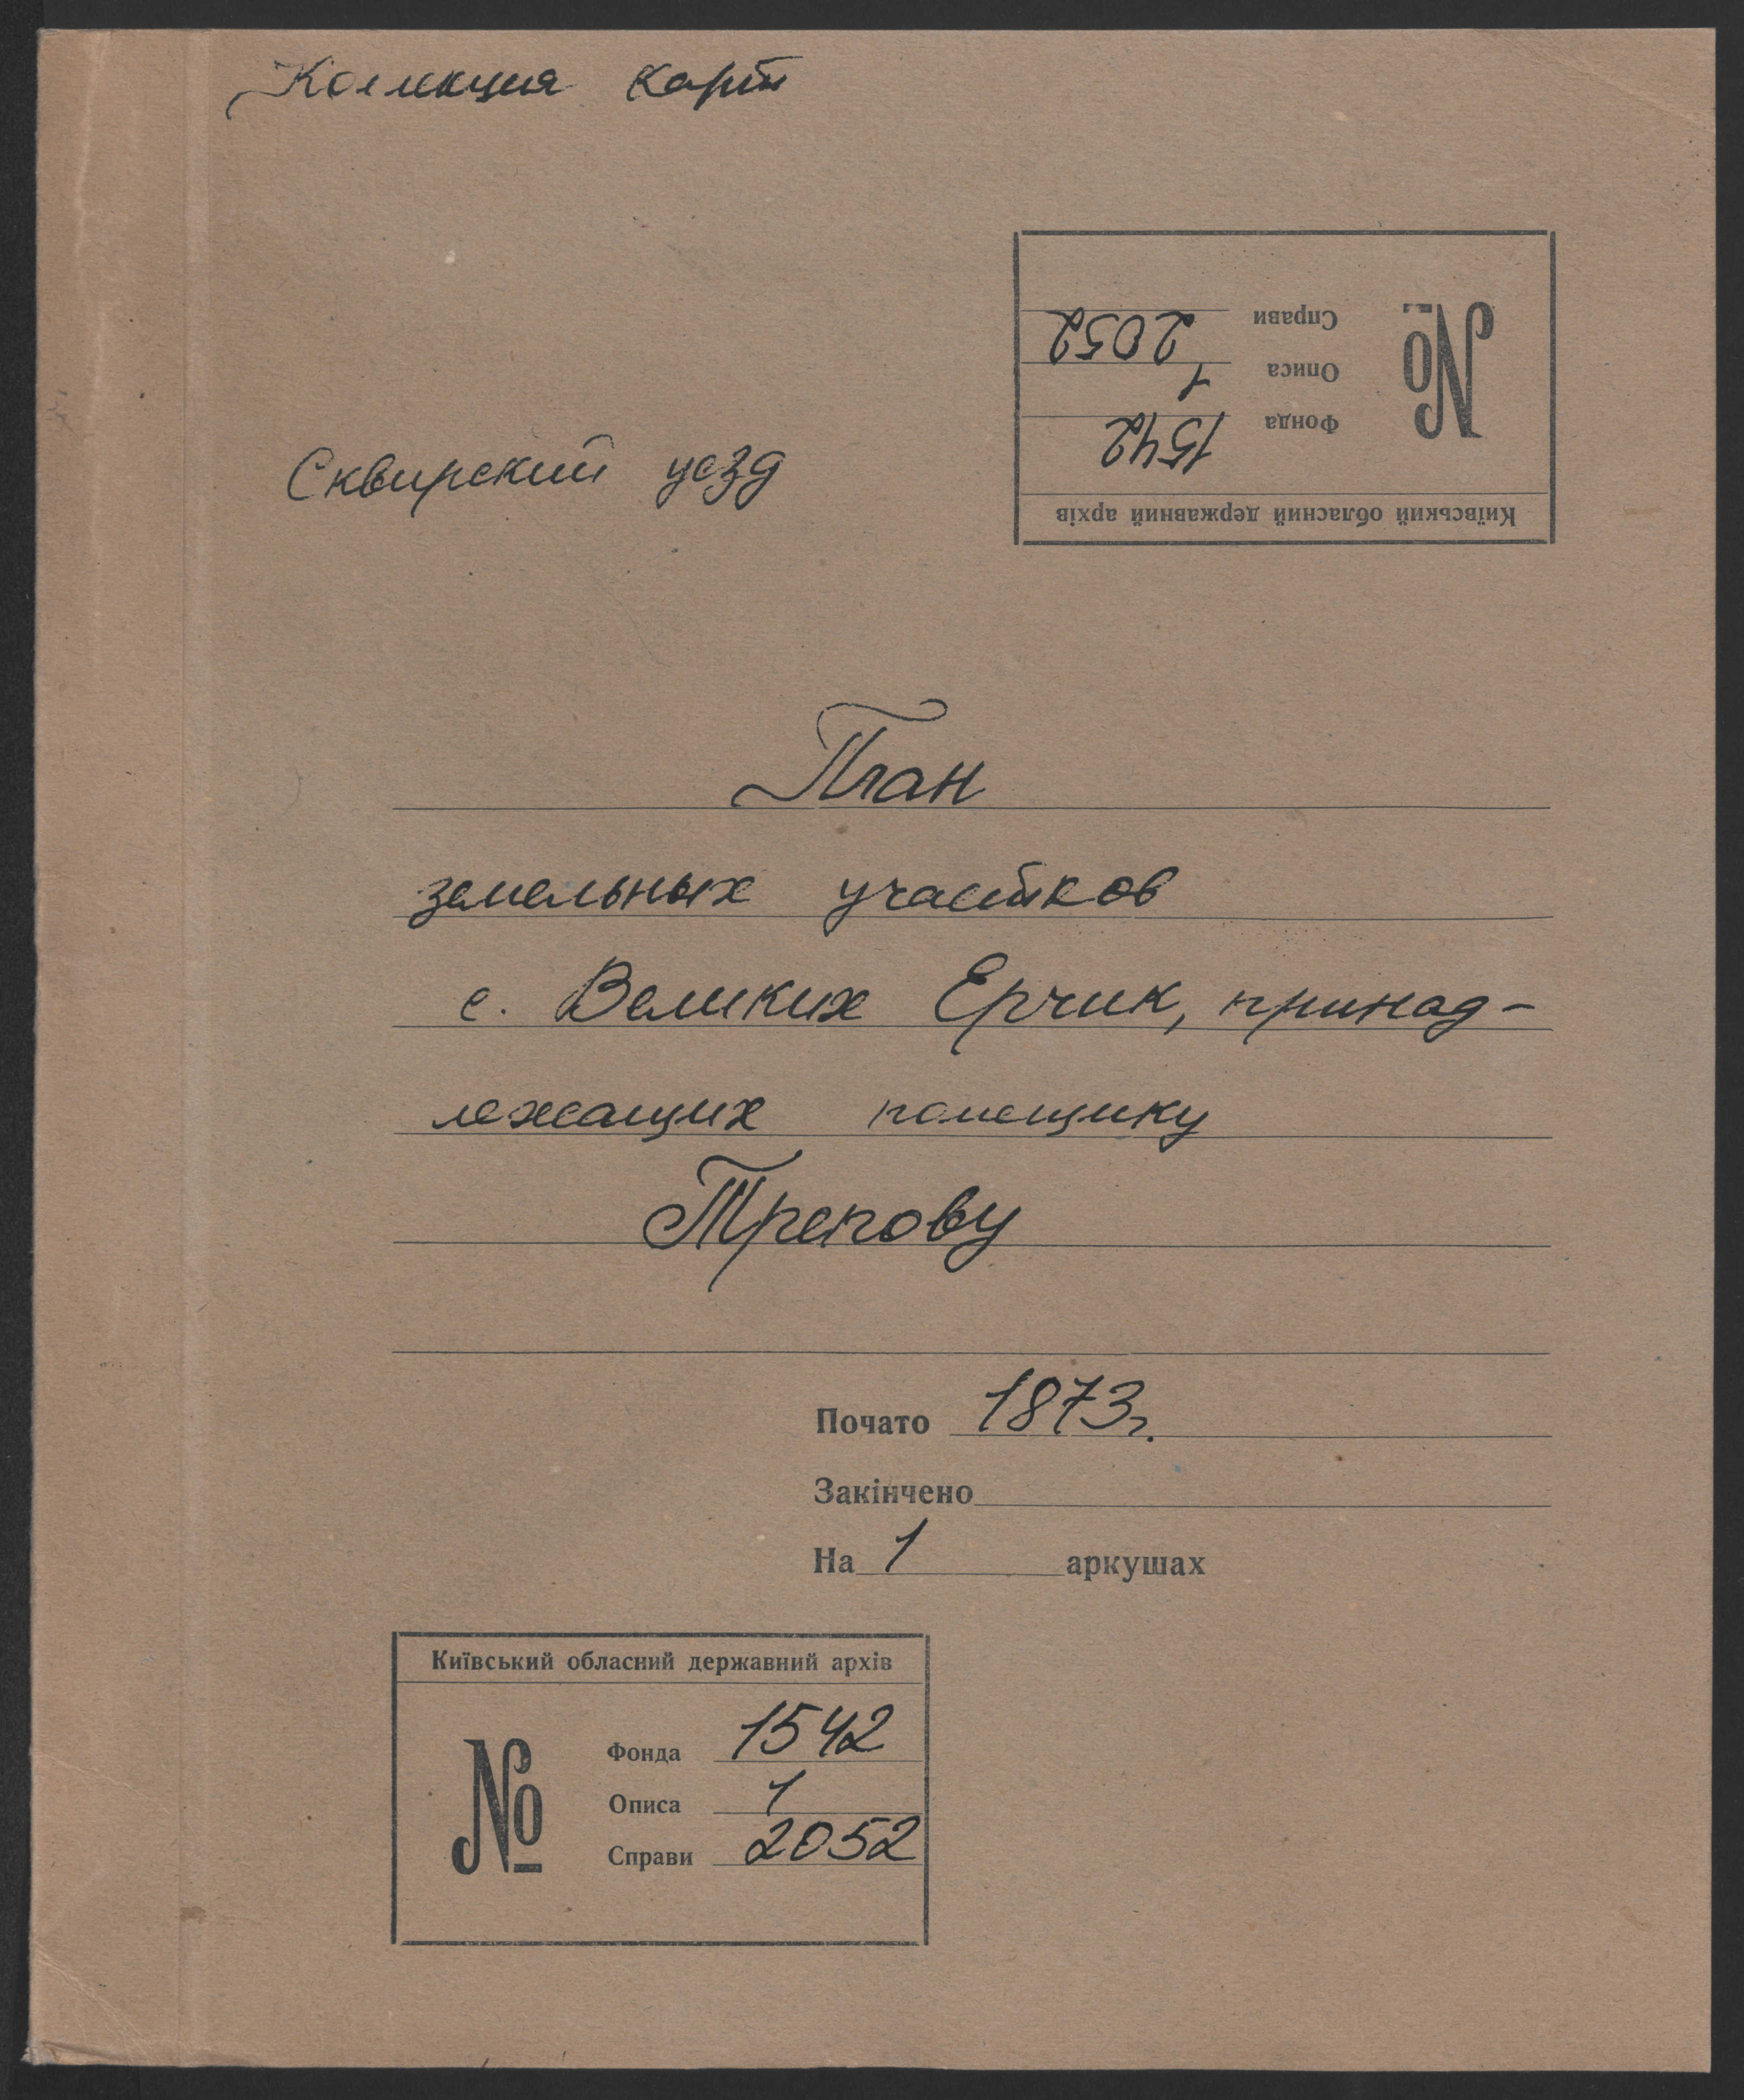 Коллекция карт
№
Справи 2052
Описа 1
Фонда 1542
Київський обласний державний архів
Сквирский уезд
План
земельных участков
с. Великих Ерчик, принад-
лежащих помещику
Трепову
Почато 1873г.
Закінчено
На 1 аркушах
Київський обласний державний архів
№
Фонда 1542
Описа 1
Справи 2052